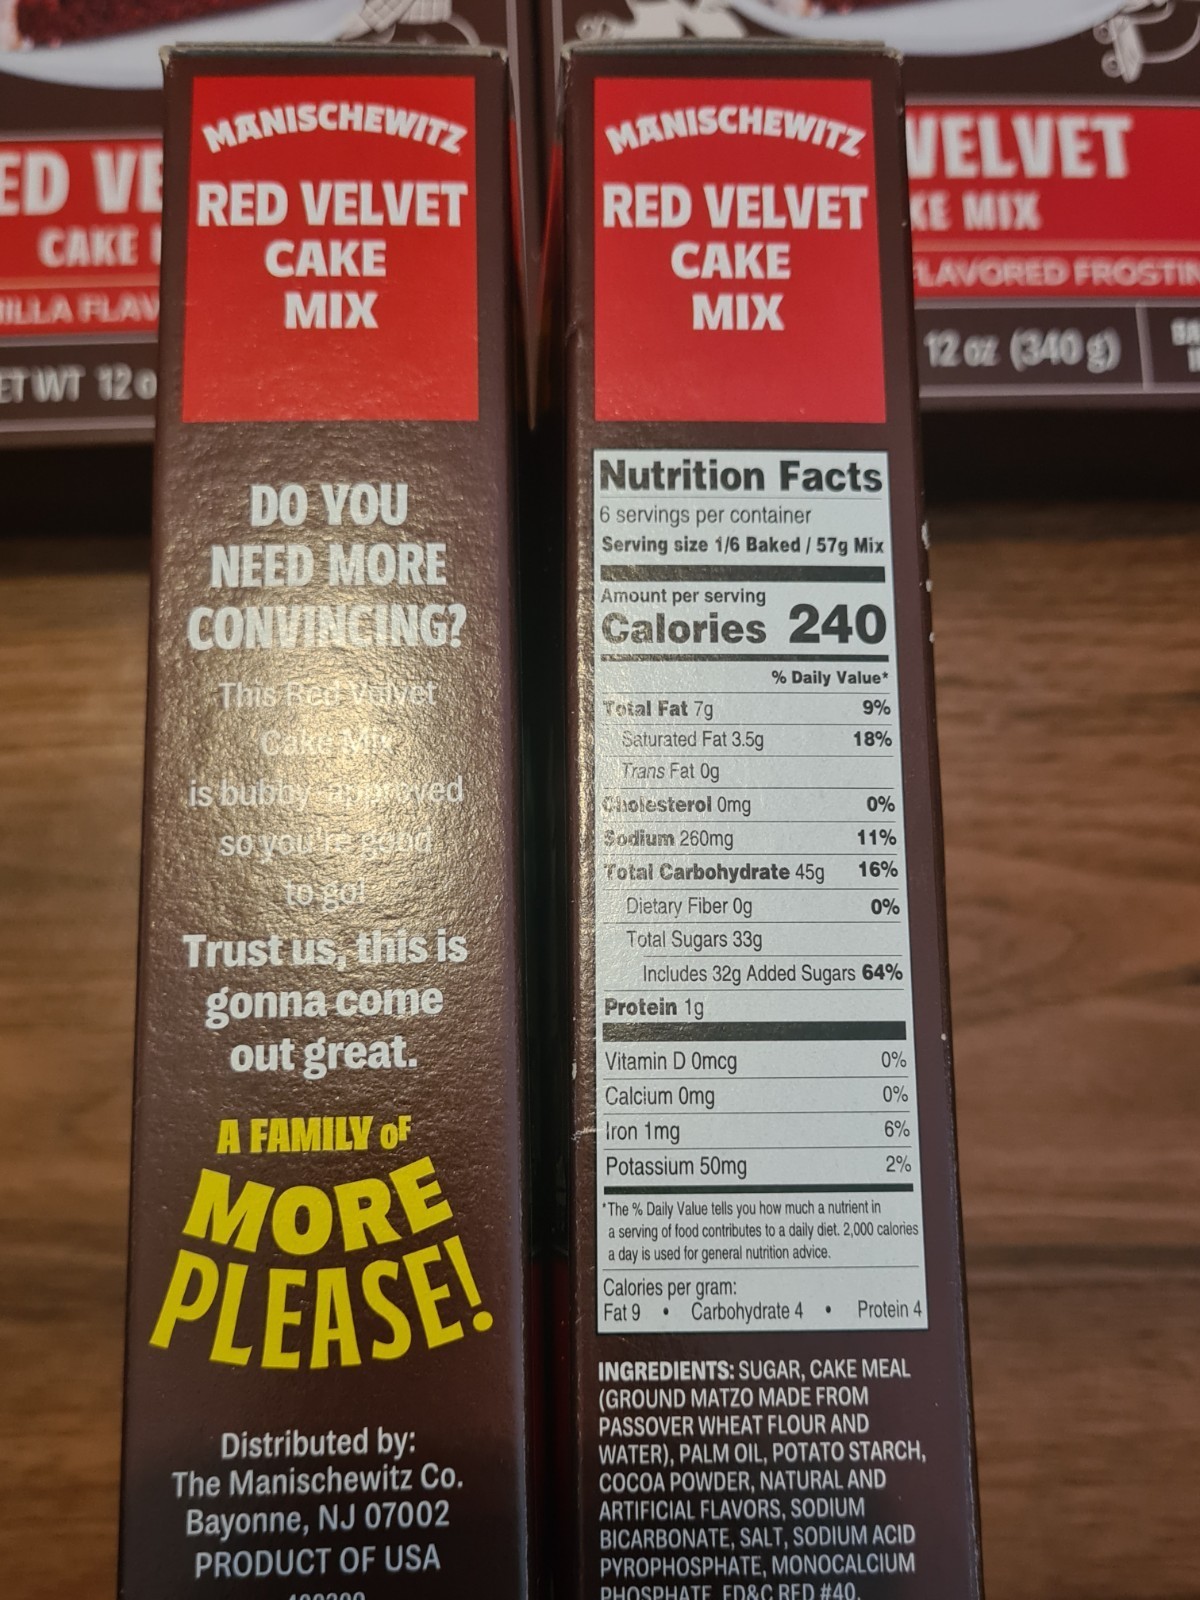 ED VE
CAKE
ILLA FLAV
ET WT 12 o
MANISCHEWITZ
RED VELVET
CAKE
MIX
DO YOU
NEED MORE
CONVINCING?
This Red Velvet
Cake Mix
is bubby-approved
so you're good
to go!
Trust us, this is
gonna come
out great.
A FAMILY OF
MORE
PLEASE!
Distributed by:
The Manischewitz Co.
Bayonne, NJ 07002
PRODUCT OF USA
MANISCHEWITZ
RED VELVET
CAKE
MIX
Nutrition Facts
6 servings per container
Serving size 1/6 Baked / 57g Mix
Amount per serving
Calories 240
% Daily Value*
Total Fat 7g 9%
Saturated Fat 3.5g 18%
Trans Fat 0g
Cholesterol 0mg 0%
Sodium 260mg 11%
Total Carbohydrate 45g 16%
Dietary Fiber 0g 0%
Total Sugars 33g
Includes 32g Added Sugars 64%
Protein 1g
Vitamin D 0mcg 0%
Calcium 0mg 0%
Iron 1mg 6%
Potassium 50mg 2%
*The % Daily Value tells you how much a nutrient in
a serving of food contributes to a daily diet. 2,000 calories
a day is used for general nutrition advice.
Calories per gram:
Fat 9 • Carbohydrate 4 • Protein 4
INGREDIENTS: SUGAR, CAKE MEAL
(GROUND MATZO MADE FROM
PASSOVER WHEAT FLOUR AND
WATER), PALM OIL, POTATO STARCH,
COCOA POWDER, NATURAL AND
ARTIFICIAL FLAVORS, SODIUM
BICARBONATE, SALT, SODIUM ACID
PYROPHOSPHATE, MONOCALCIUM
PHOSPHATE, FD&C RED #40,
VELVET
KE MIX
LAVORED FROSTIN
12 oz (340 g)